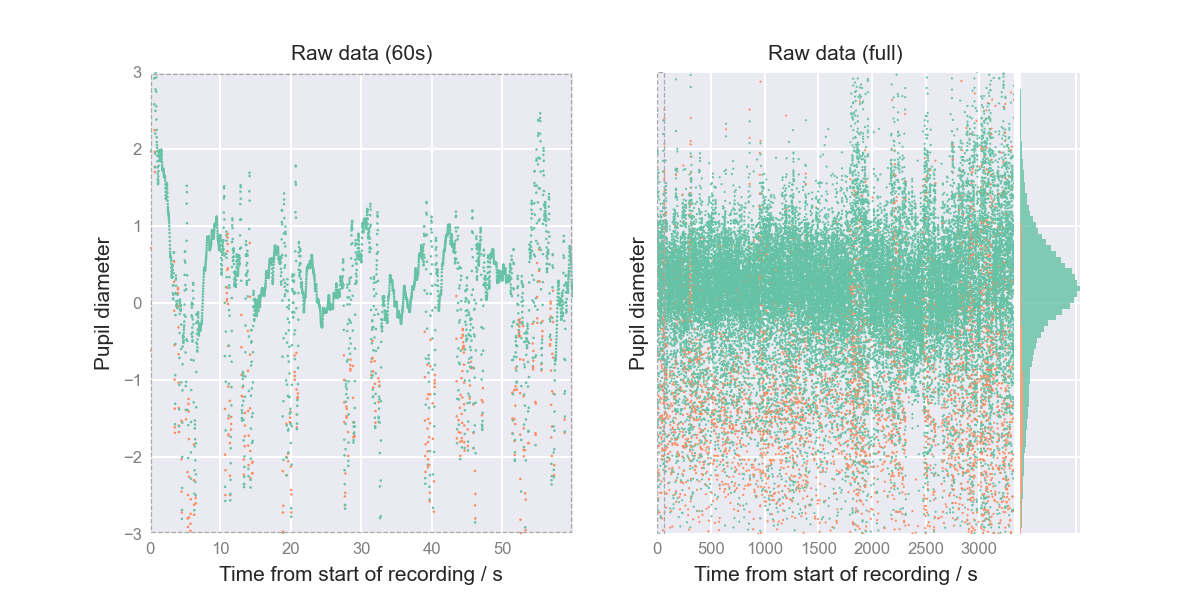 Raw data (60s)
Raw data (full)
Pupil diameter
3
2
1
0
−1
−2
−3
0 10 20 30 40 50
Time from start of recording / s
Pupil diameter
0 500 1000 1500 2000 2500 3000
Time from start of recording / s